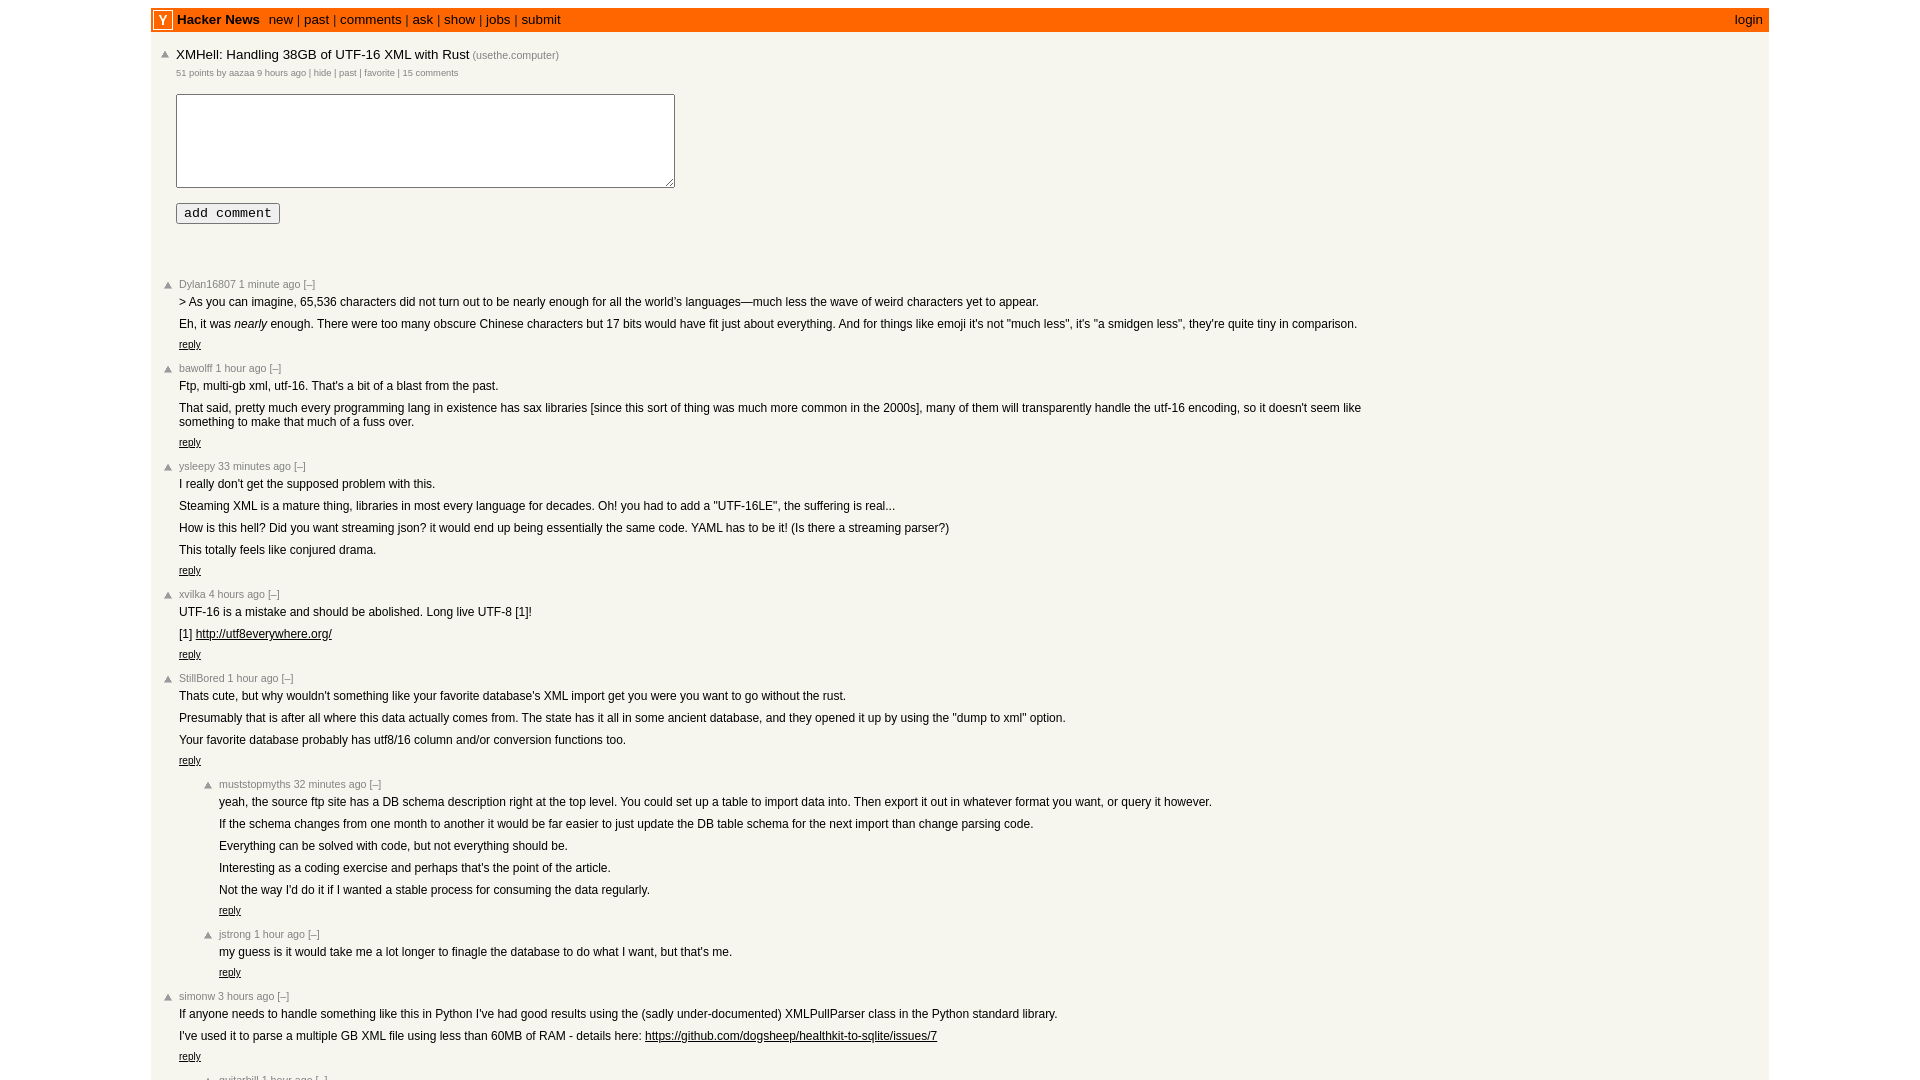 Y Hacker News new | past | comments | ask | show | jobs | submit login
XMHell: Handling 38GB of UTF-16 XML with Rust (usethe.computer)
51 points by aazaa 9 hours ago | hide | past | favorite | 15 comments
add comment
Dylan16807 1 minute ago [–]
> As you can imagine, 65,536 characters did not turn out to be nearly enough for all the world’s languages—much less the wave of weird characters yet to appear.
Eh, it was nearly enough. There were too many obscure Chinese characters but 17 bits would have fit just about everything. And for things like emoji it's not "much less", it's "a smidgen less", they're quite tiny in comparison.
reply
bawolff 1 hour ago [–]
Ftp, multi-gb xml, utf-16. That's a bit of a blast from the past.
That said, pretty much every programming lang in existence has sax libraries [since this sort of thing was much more common in the 2000s], many of them will transparently handle the utf-16 encoding, so it doesn't seem like
something to make that much of a fuss over.
reply
ysleepy 33 minutes ago [–]
I really don't get the supposed problem with this.
Steaming XML is a mature thing, libraries in most every language for decades. Oh! you had to add a "UTF-16LE", the suffering is real...
How is this hell? Did you want streaming json? it would end up being essentially the same code. YAML has to be it! (Is there a streaming parser?)
This totally feels like conjured drama.
reply
xvilka 4 hours ago [–]
UTF-16 is a mistake and should be abolished. Long live UTF-8 [1]!
[1] http://utf8everywhere.org/
reply
StillBored 1 hour ago [–]
Thats cute, but why wouldn't something like your favorite database's XML import get you were you want to go without the rust.
Presumably that is after all where this data actually comes from. The state has it all in some ancient database, and they opened it up by using the "dump to xml" option.
Your favorite database probably has utf8/16 column and/or conversion functions too.
reply
muststopmyths 32 minutes ago [–]
yeah, the source ftp site has a DB schema description right at the top level. You could set up a table to import data into. Then export it out in whatever format you want, or query it however.
If the schema changes from one month to another it would be far easier to just update the DB table schema for the next import than change parsing code.
Everything can be solved with code, but not everything should be.
Interesting as a coding exercise and perhaps that's the point of the article.
Not the way I'd do it if I wanted a stable process for consuming the data regularly.
reply
jstrong 1 hour ago [–]
my guess is it would take me a lot longer to finagle the database to do what I want, but that's me.
reply
simonw 3 hours ago [–]
If anyone needs to handle something like this in Python I've had good results using the (sadly under-documented) XMLPullParser class in the Python standard library.
I've used it to parse a multiple GB XML file using less than 60MB of RAM - details here: https://github.com/dogsheep/healthkit-to-sqlite/issues/7
reply
1 hour ago [–]